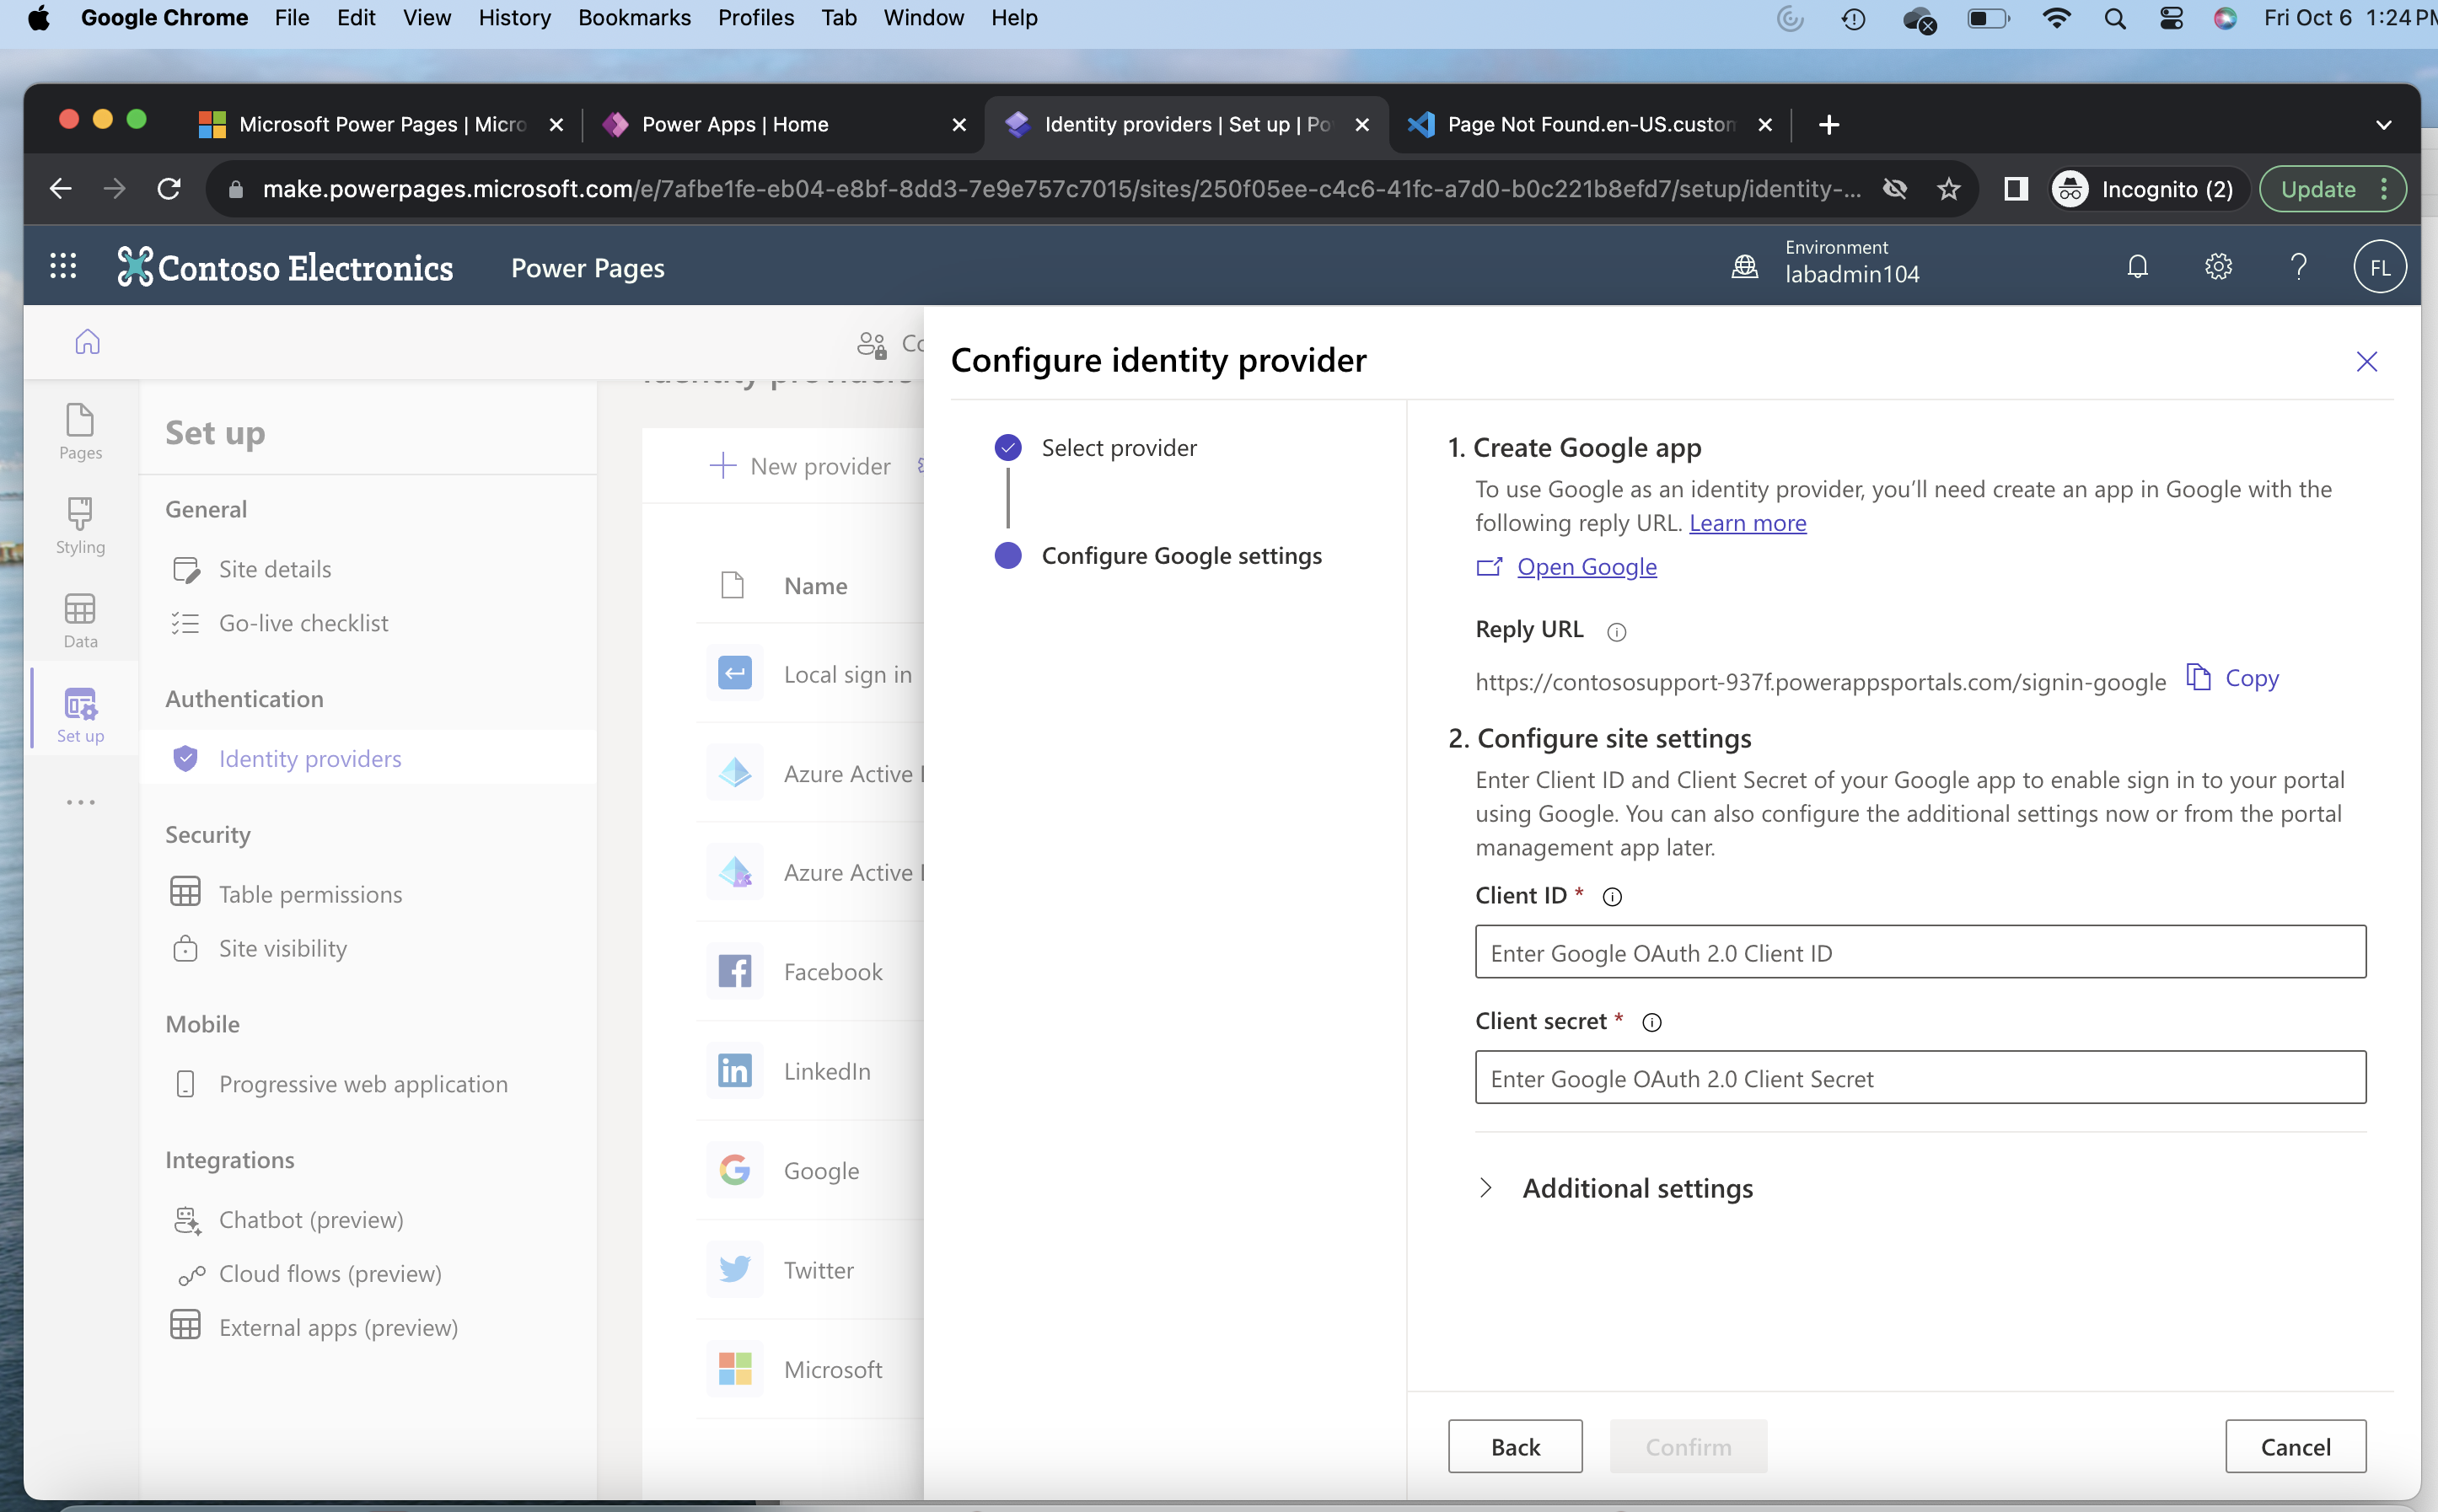 Google Chrome File Edit View History Bookmarks Profiles Tab Window Help Fri Oct 6 1:24 PM
Microsoft Power Pages | Micro
Power Apps | Home
Identity providers | Set up | Po
Page Not Found.en-US.custom
make.powerpages.microsoft.com/e/7afbe1fe-eb04-e8bf-8dd3-7e9e757c7015/sites/250f05ee-c4c6-41fc-a7d0-b0c221b8efd7/setup/identity-...
Incognito (2)
Update
Contoso Electronics
Power Pages
Environment
labadmin104
FL
Co
Pages
Styling
Data
Set up
Set up
General
Site details
Go-live checklist
Authentication
Identity providers
Security
Table permissions
Site visibility
Mobile
Progressive web application
Integrations
Chatbot (preview)
Cloud flows (preview)
External apps (preview)
Identity providers
New provider
Name
Local sign in
Azure Active
Azure Active
Facebook
LinkedIn
Google
Twitter
Microsoft
Configure identity provider
Select provider
Configure Google settings
1. Create Google app
To use Google as an identity provider, you’ll need create an app in Google with the
following reply URL. Learn more
Open Google
Reply URL
https://contososupport-937f.powerappsportals.com/signin-google
Copy
2. Configure site settings
Enter Client ID and Client Secret of your Google app to enable sign in to your portal
using Google. You can also configure the additional settings now or from the portal
management app later.
Client ID *
Enter Google OAuth 2.0 Client ID
Client secret *
Enter Google OAuth 2.0 Client Secret
Additional settings
Back
Confirm
Cancel